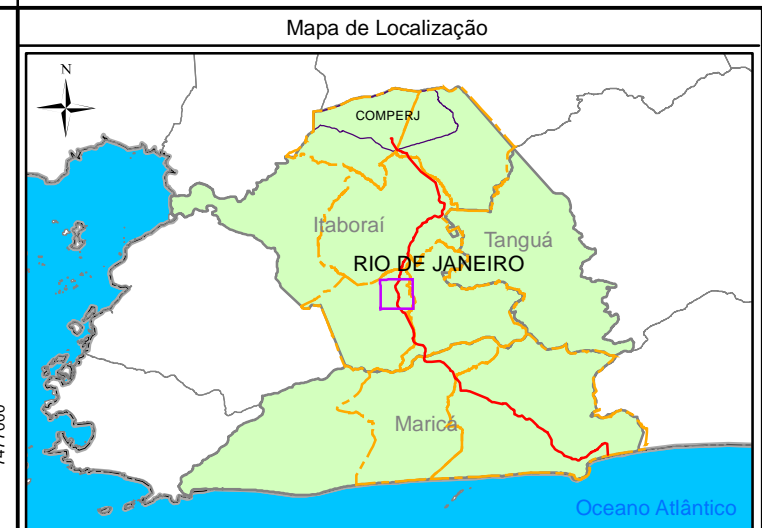 Mapa de Localização
N
COMPERJ
Itaboraí
Tanguá
RIO DE JANEIRO
Maricá
Oceano Atlântico